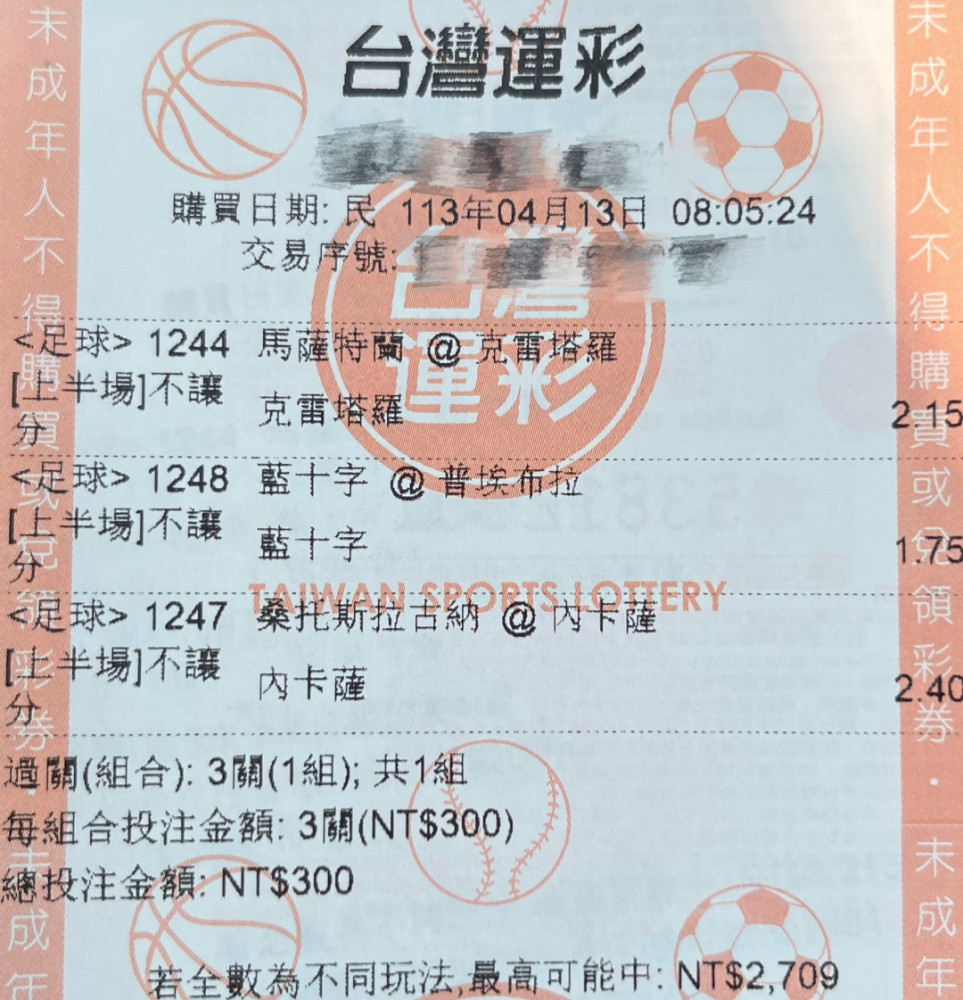 台灣運彩
購買日期: 民 113年04月13日 08:05:24
交易序號:
台灣
運彩
<足球> 1244 馬薩特蘭 @ 克雷塔羅
[上半場]不讓分 克雷塔羅 2.15
<足球> 1248 藍十字 @ 普埃布拉
[上半場]不讓分 藍十字 1.75
TAIWAN SPORTS LOTTERY
<足球> 1247 桑托斯拉古納 @ 內卡薩
[上半場]不讓分 內卡薩 2.40
過關(組合): 3關(1組); 共1組
每組合投注金額: 3關(NT$300)
總投注金額: NT$300
若全數為不同玩法,最高可能中: NT$2,709
未成年人不得購買或兌領彩券・未成年
未成年人不得購買或兌領彩券・未成年